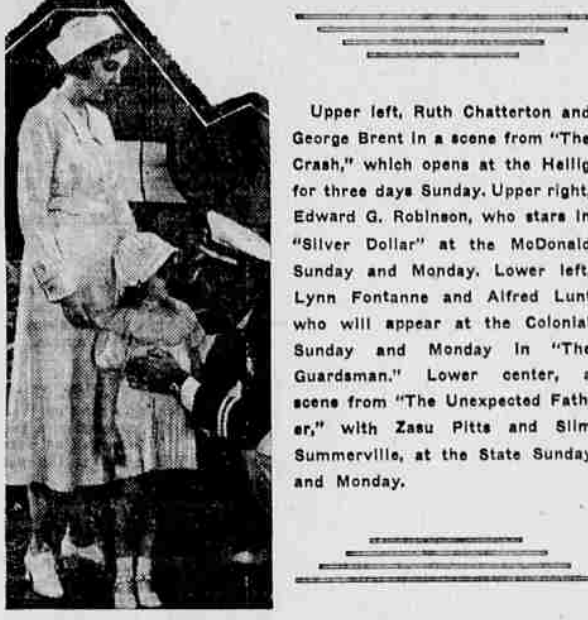 Upper left, Ruth Chatterton and
George Brent in a scene from "The
Crash," which opens at the Heilig
for three days Sunday. Upper right,
Edward G. Robinson, who stars in
"Silver Dollar" at the McDonald
Sunday and Monday. Lower left,
Lynn Fontanne and Alfred Lunt
who will appear at the Colonial
Sunday and Monday in "The
Guardsman." Lower center, a
scene from "The Unexpected Fath
er," with Zasu Pitts and Slim
Summerville, at the State Sunday
and Monday.